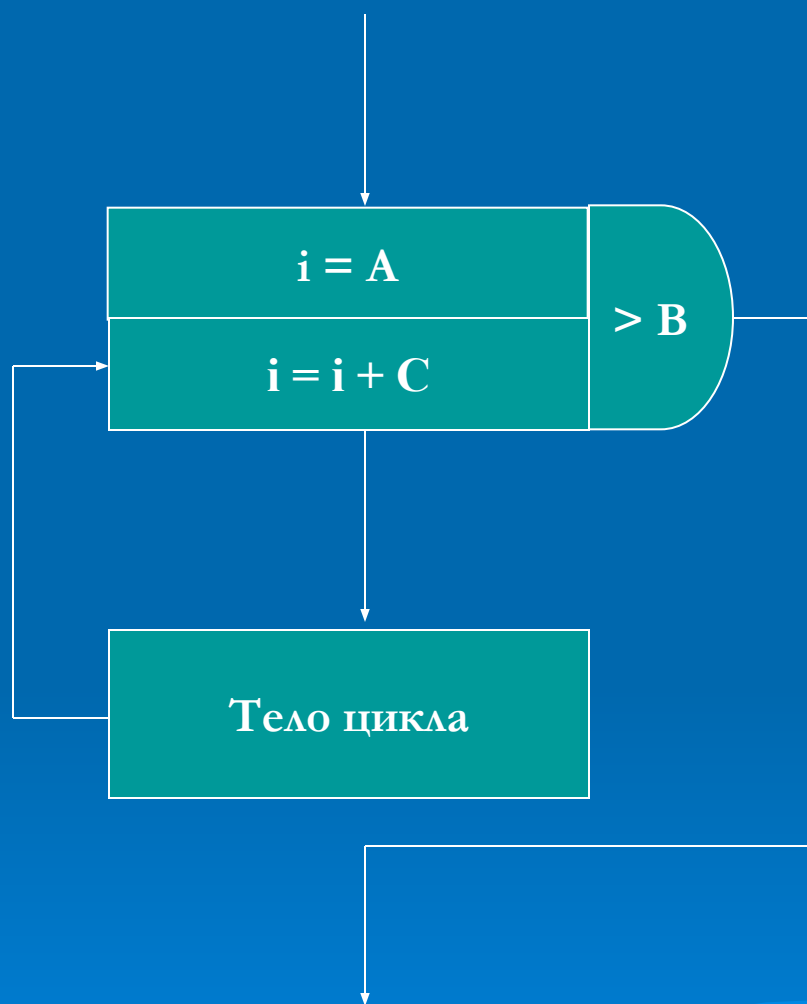 i = A
> B
i = i + C
Тело цикла